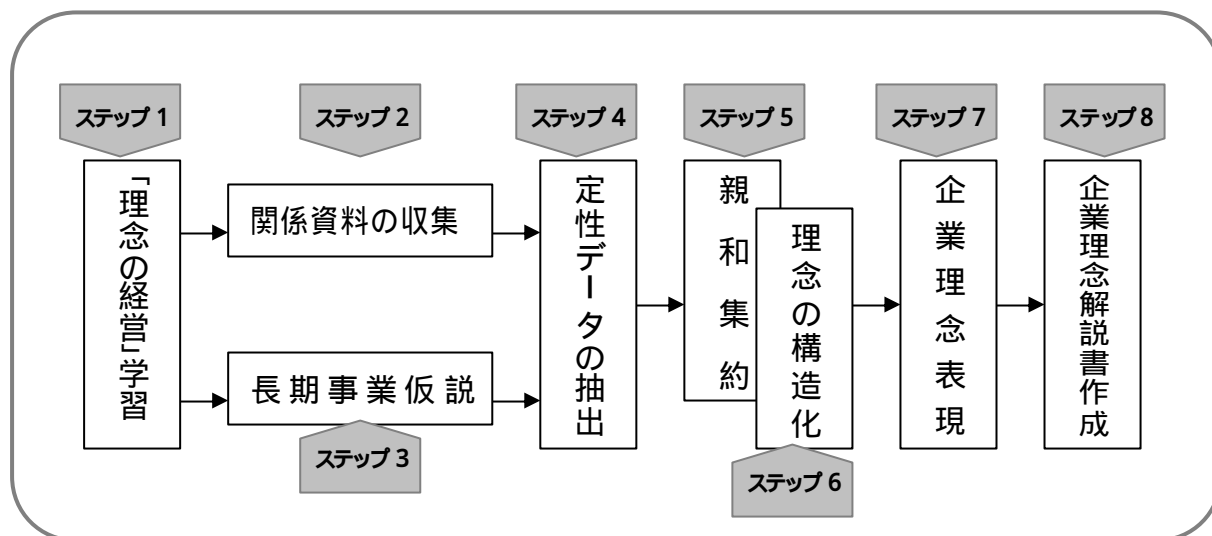 ステップ 1
ステップ 2
ステップ 4
ステップ 5
ステップ 7
ステップ 8
「理念の経営」学習
関係資料の収集
長期事業仮説
定性データの抽出
親和集約
理念の構造化
企業理念表現
企業理念解説書作成
ステップ 3
ステップ 6